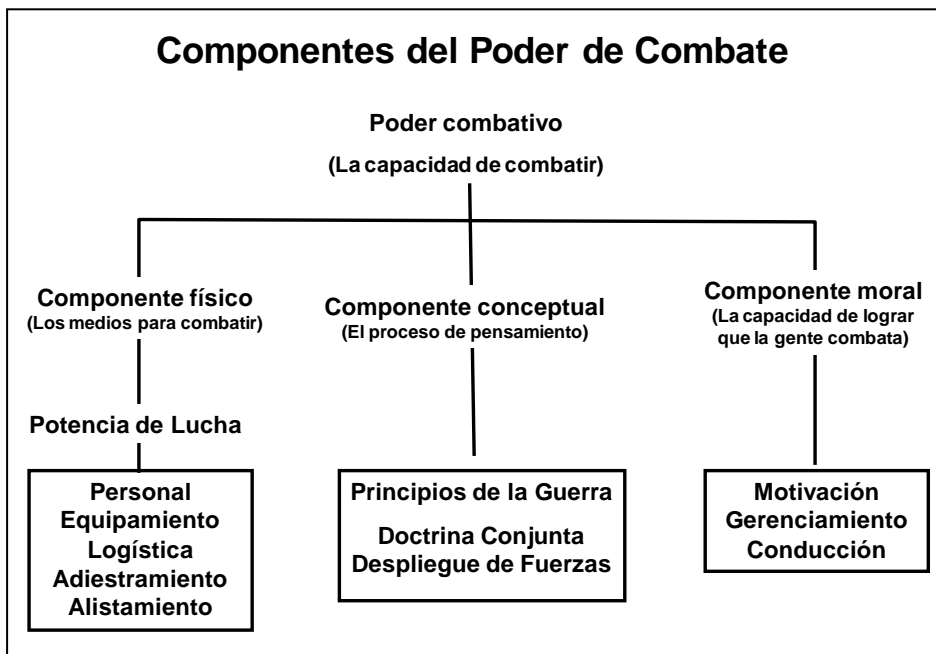 Componentes del Poder de Combate
Poder combativo
(La capacidad de combatir)
Componente físico
(Los medios para combatir)
Potencia de Lucha
Personal
Equipamiento
Logística
Adiestramiento
Alistamiento
Componente conceptual
(El proceso de pensamiento)
Principios de la Guerra
Doctrina Conjunta
Despliegue de Fuerzas
Componente moral
(La capacidad de lograr
que la gente combata)
Motivación
Gerenciamiento
Conducción